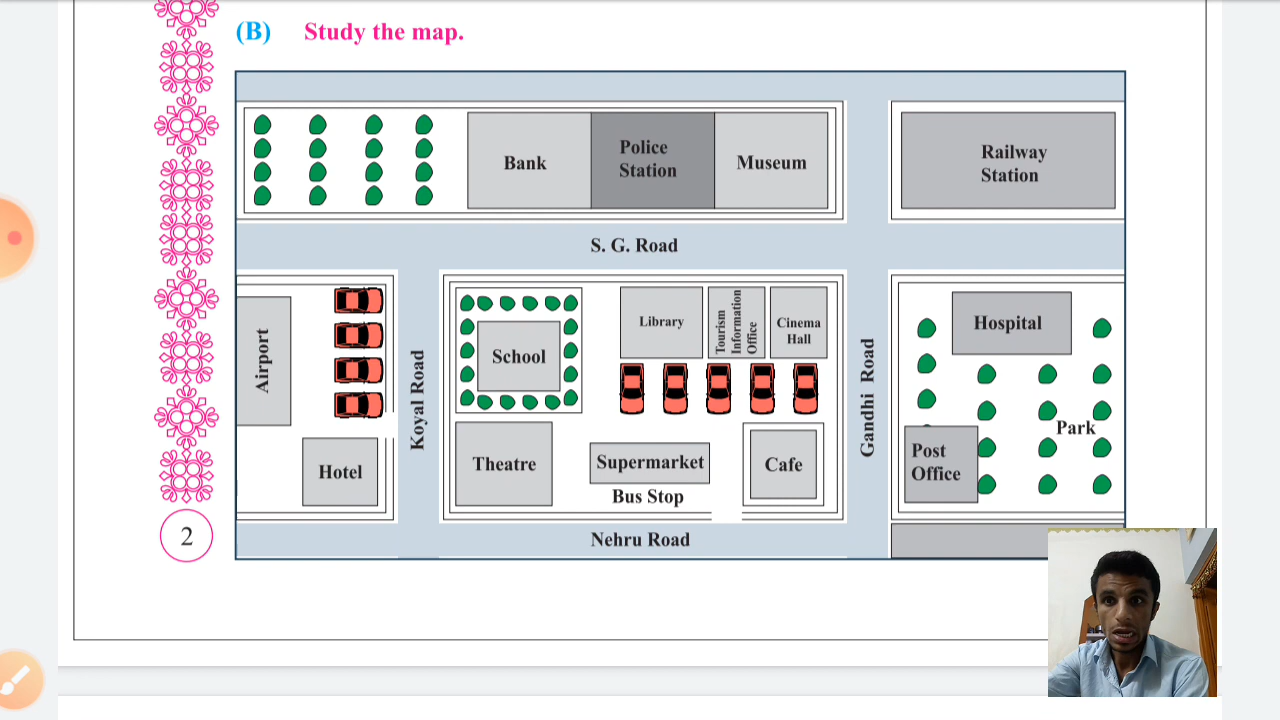 (B) Study the map.
Bank
Police
Station
Museum
Railway
Station
S. G. Road
Airport
Hotel
Koyal Road
School
Library
Tourism
Information
Office
Cinema
Hall
Theatre
Supermarket
Bus Stop
Cafe
Gandhi Road
Hospital
Park
Post
Office
Nehru Road
2